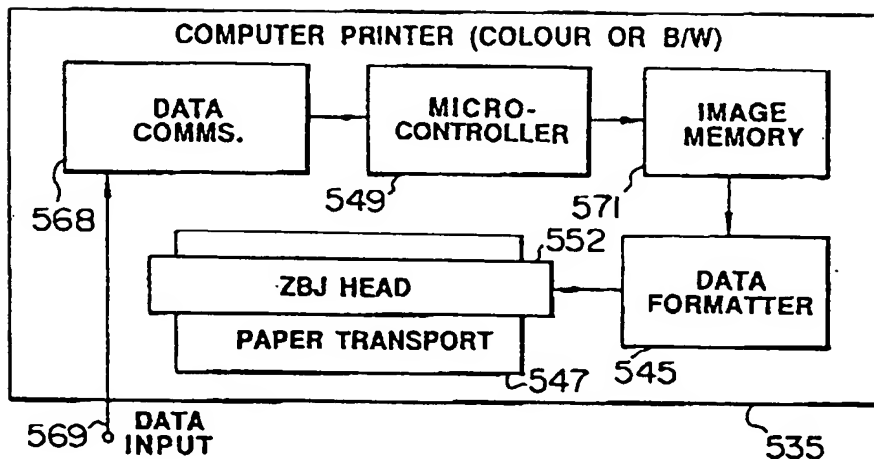 COMPUTER PRINTER (COLOUR OR B/W)
DATA
COMMS.
568
MICRO-
CONTROLLER
549
IMAGE
MEMORY
571
552
ZBJ HEAD
PAPER TRANSPORT
547
DATA
FORMATTER
545
569
DATA
INPUT
535